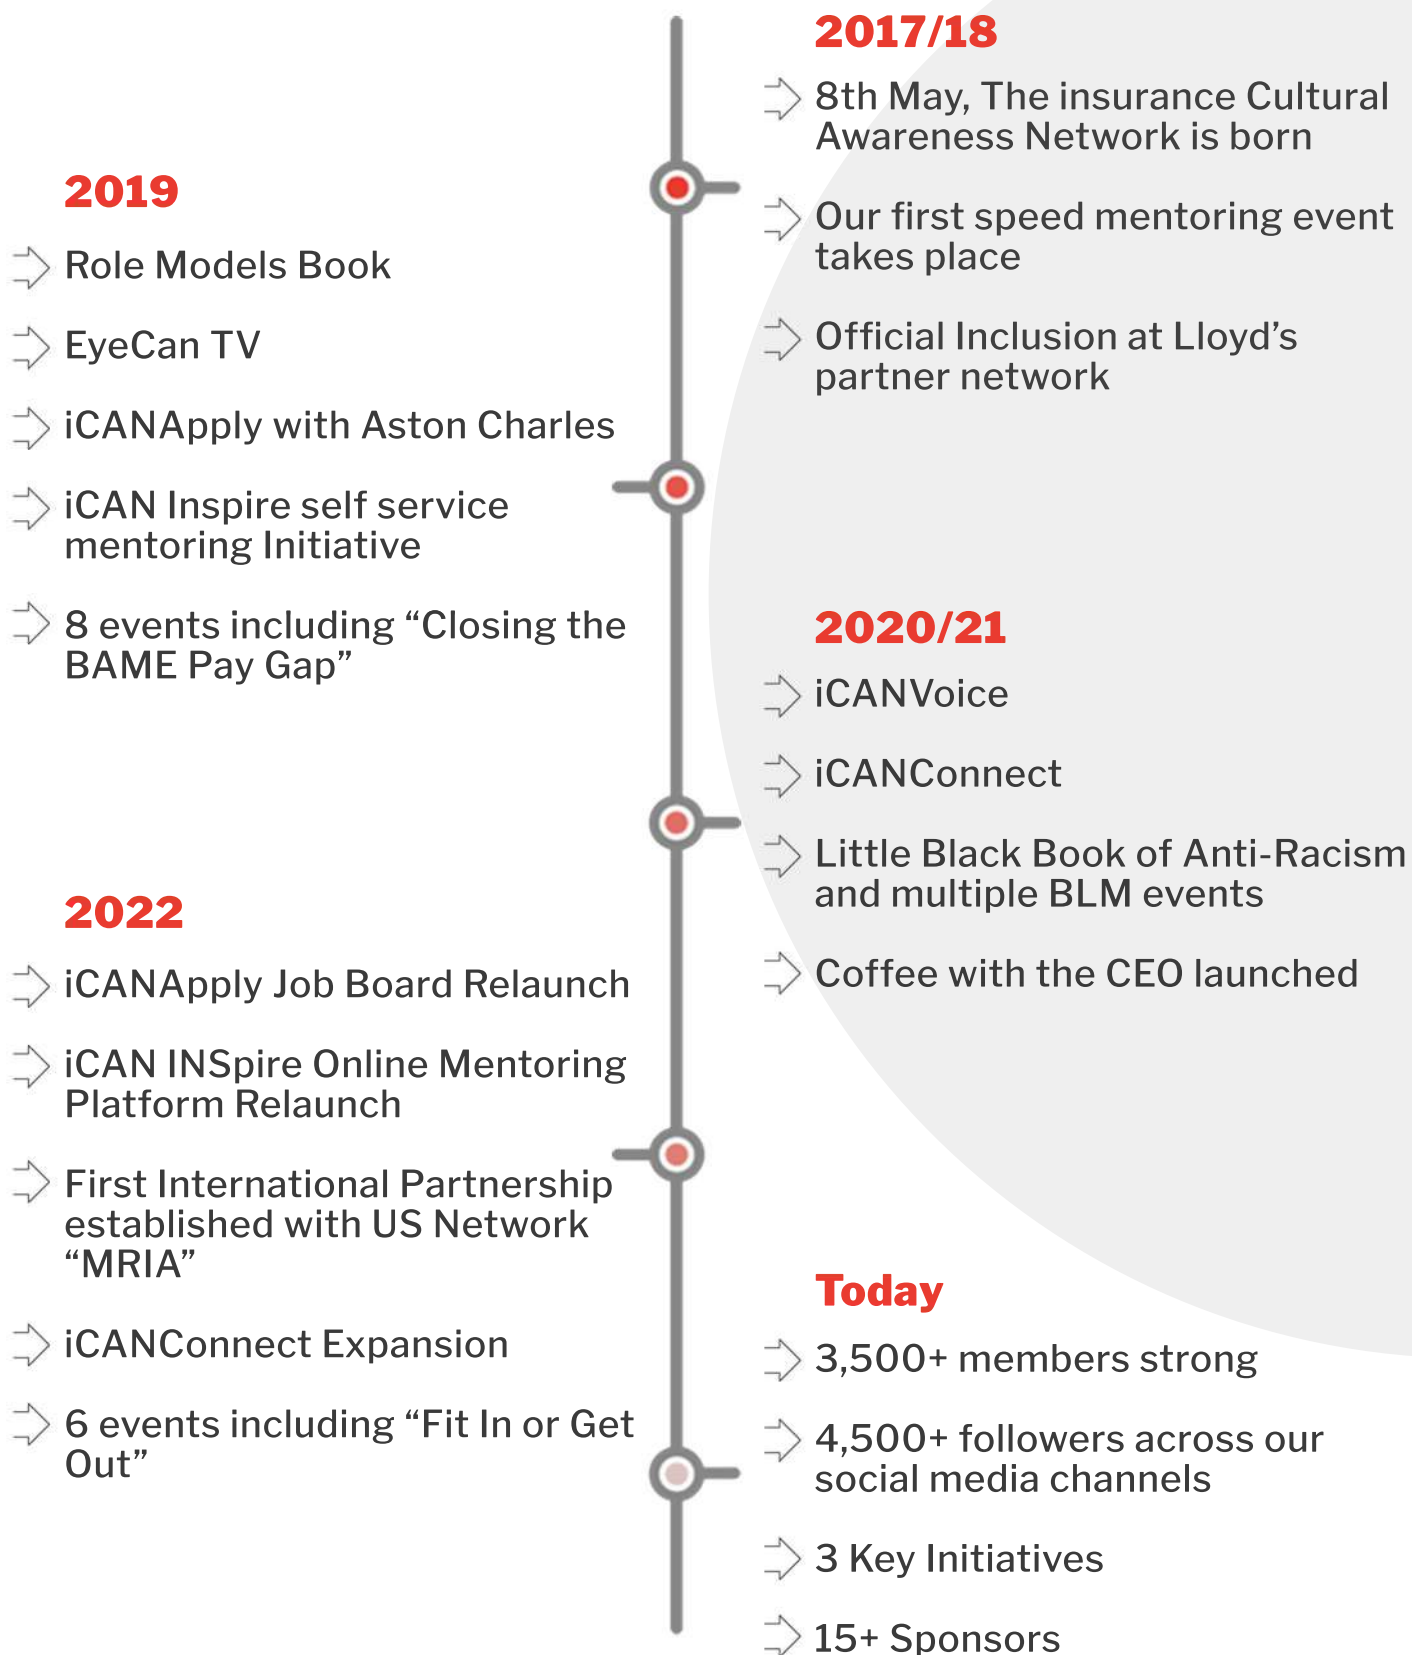 2017/18
8th May, The insurance Cultural
Awareness Network is born
Our first speed mentoring event
takes place
Official Inclusion at Lloyd’s
partner network
2019
Role Models Book
EyeCan TV
iCANApply with Aston Charles
iCAN Inspire self service
mentoring Initiative
8 events including “Closing the
BAME Pay Gap”
2020/21
iCANVoice
iCANConnect
Little Black Book of Anti-Racism
and multiple BLM events
Coffee with the CEO launched
2022
iCANApply Job Board Relaunch
iCAN INSpire Online Mentoring
Platform Relaunch
First International Partnership
established with US Network
“MRIA”
iCANConnect Expansion
6 events including “Fit In or Get
Out”
Today
3,500+ members strong
4,500+ followers across our
social media channels
3 Key Initiatives
15+ Sponsors